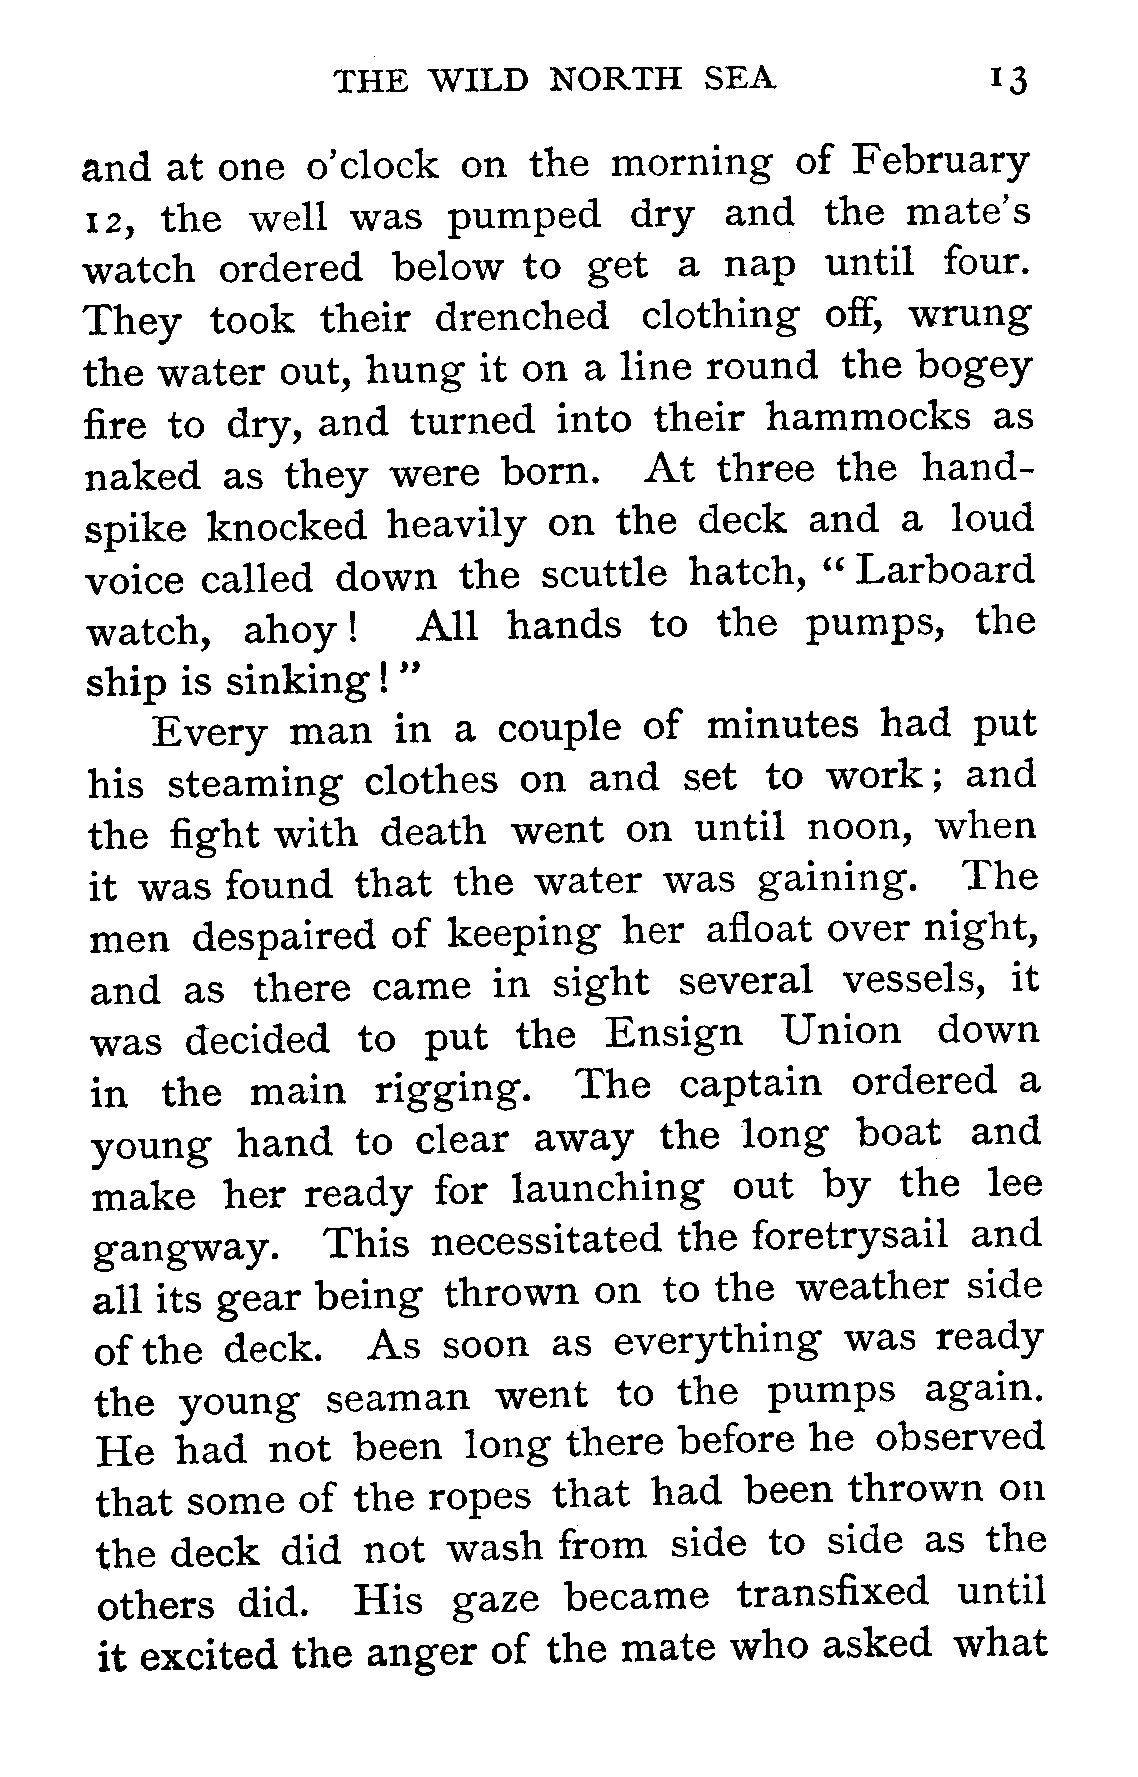 THE WILD NORTH SEA 13
and at one o'clock on the morning of February
12, the well was pumped dry and the mate's
watch ordered below to get a nap until four.
They took their drenched clothing off, wrung
the water out, hung it on a line round the bogey
fire to dry, and turned into their hammocks as
naked as they were born. At three the hand-
spike knocked heavily on the deck and a loud
voice called down the scuttle hatch, “ Larboard
watch, ahoy ! All hands to the pumps, the
ship is sinking ! ”
Every man in a couple of minutes had put
his steaming clothes on and set to work ; and
the fight with death went on until noon, when
it was found that the water was gaining. The
men despaired of keeping her afloat over night,
and as there came in sight several vessels, it
was decided to put the Ensign Union down
in the main rigging. The captain ordered a
young hand to clear away the long boat and
make her ready for launching out by the lee
gangway. This necessitated the foretrysail and
all its gear being thrown on to the weather side
of the deck. As soon as everything was ready
the young seaman went to the pumps again.
He had not been long there before he observed
that some of the ropes that had been thrown on
the deck did not wash from side to side as the
others did. His gaze became transfixed until
it excited the anger of the mate who asked what